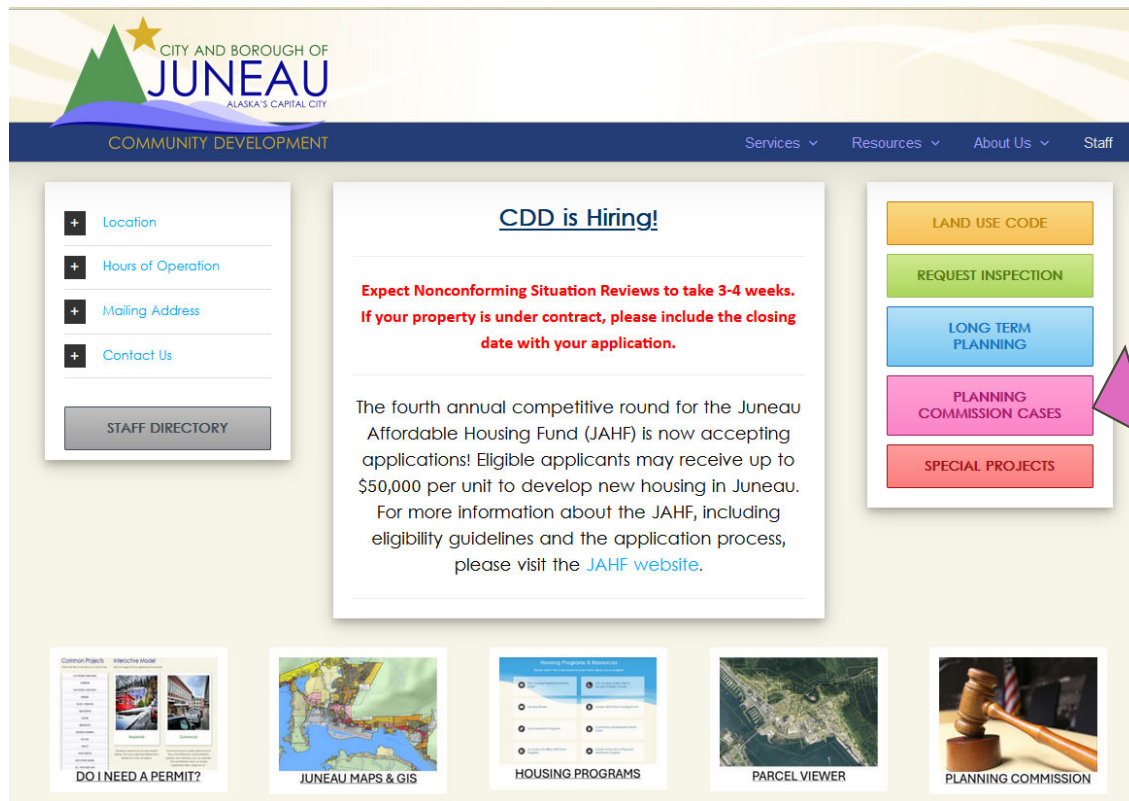 CITY AND BOROUGH OF
JUNEAU
ALASKA'S CAPITAL CITY
COMMUNITY DEVELOPMENT
Services
Resources
About Us
Staff
Location
Hours of Operation
Mailing Address
Contact Us
STAFF DIRECTORY
CDD is Hiring!
Expect Nonconforming Situation Reviews to take 3-4 weeks.
If your property is under contract, please include the closing
date with your application.
The fourth annual competitive round for the Juneau
Affordable Housing Fund (JAHF) is now accepting
applications! Eligible applicants may receive up to
$50,000 per unit to develop new housing in Juneau.
For more information about the JAHF, including
eligibility guidelines and the application process,
please visit the JAHF website.
LAND USE CODE
REQUEST INSPECTION
LONG TERM
PLANNING
PLANNING
COMMISSION CASES
SPECIAL PROJECTS
Common Projects
Interactive Model
DO I NEED A PERMIT?
JUNEAU MAPS & GIS
Housing Programs & Resources
HOUSING PROGRAMS
PARCEL VIEWER
PLANNING COMMISSION